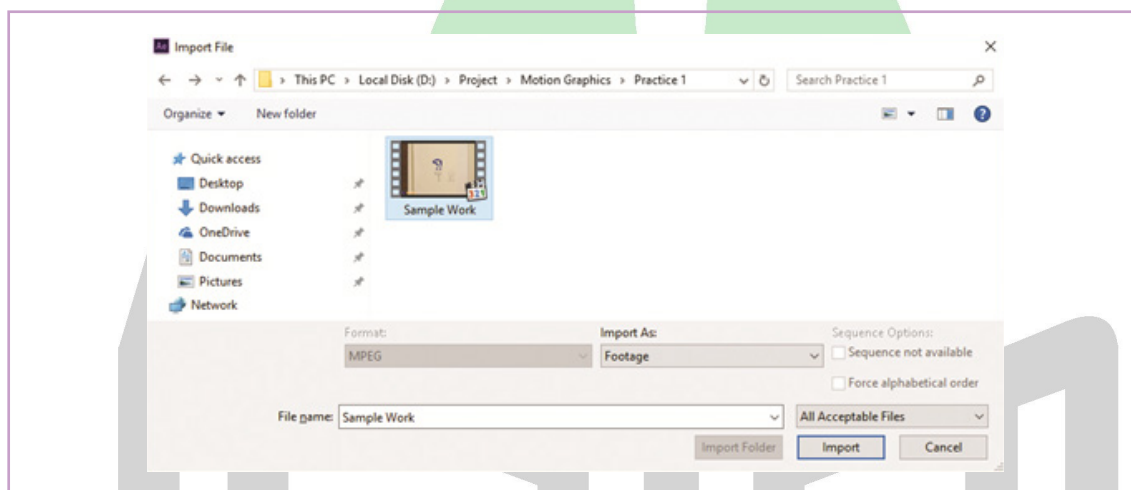 Ae Import File
This PC > Local Disk (D:) > Project > Motion Graphics > Practice 1
Search Practice 1
Organize
New folder
Quick access
Desktop
Downloads
OneDrive
Documents
Pictures
Network
Sample Work
Format:
Import As:
Sequence Options:
MPEG
Footage
Sequence not available
Force alphabetical order
File name: Sample Work
All Acceptable Files
Import Folder
Import
Cancel